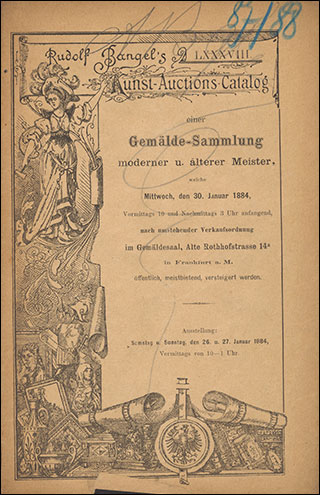 Rudolf Bangel's LXXXVIII
Kunst-Auctions-Catalog
einer
Gemälde-Sammlung
moderner u. älterer Meister,
welche
Mittwoch, den 30. Januar 1884,
Vormittags 10 und Nachmittags 3 Uhr anfangend,
nach umstehender Verkaufsordnung
im Gemäldesaal, Alte Rothhofstrasse 14a
in Frankfurt a. M.
öffentlich, meistbietend, versteigert werden.
Ausstellung:
Samstag u. Sonntag, den 26. u. 27. Januar 1884,
Vormittags von 10–1 Uhr.